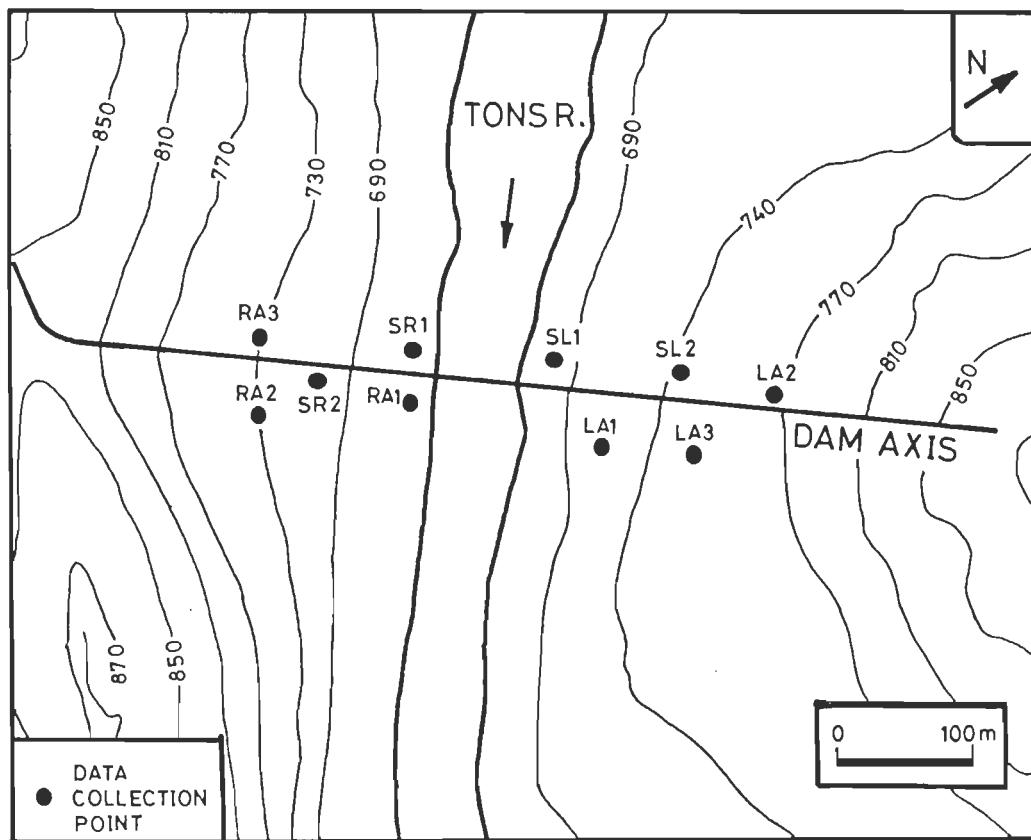 850
810
770
730
690
TONS R.
690
740
770
810
850
N
RA3
SR1
SL1
SL2
LA2
RA2
SR2
RA1
LA1
LA3
DAM AXIS
870
850
0 100 m
DATA
COLLECTION
POINT